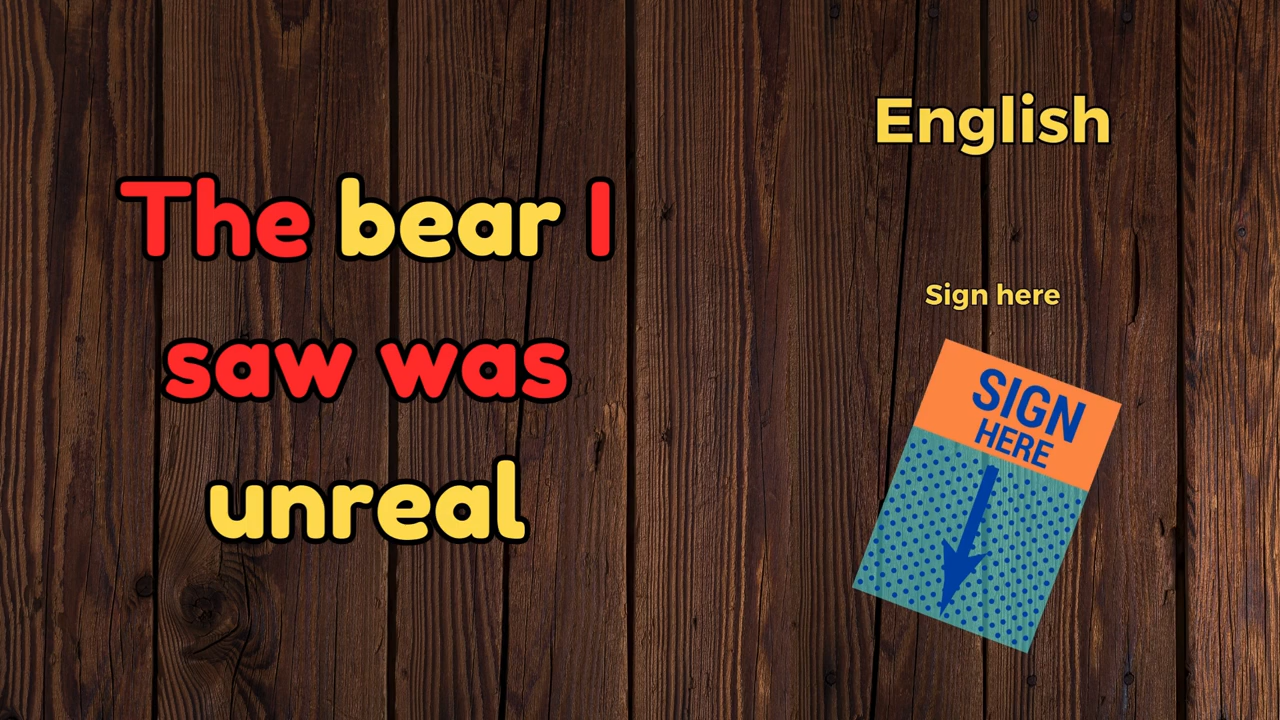 The bear I
saw was
unreal
English
Sign here
SIGN
HERE